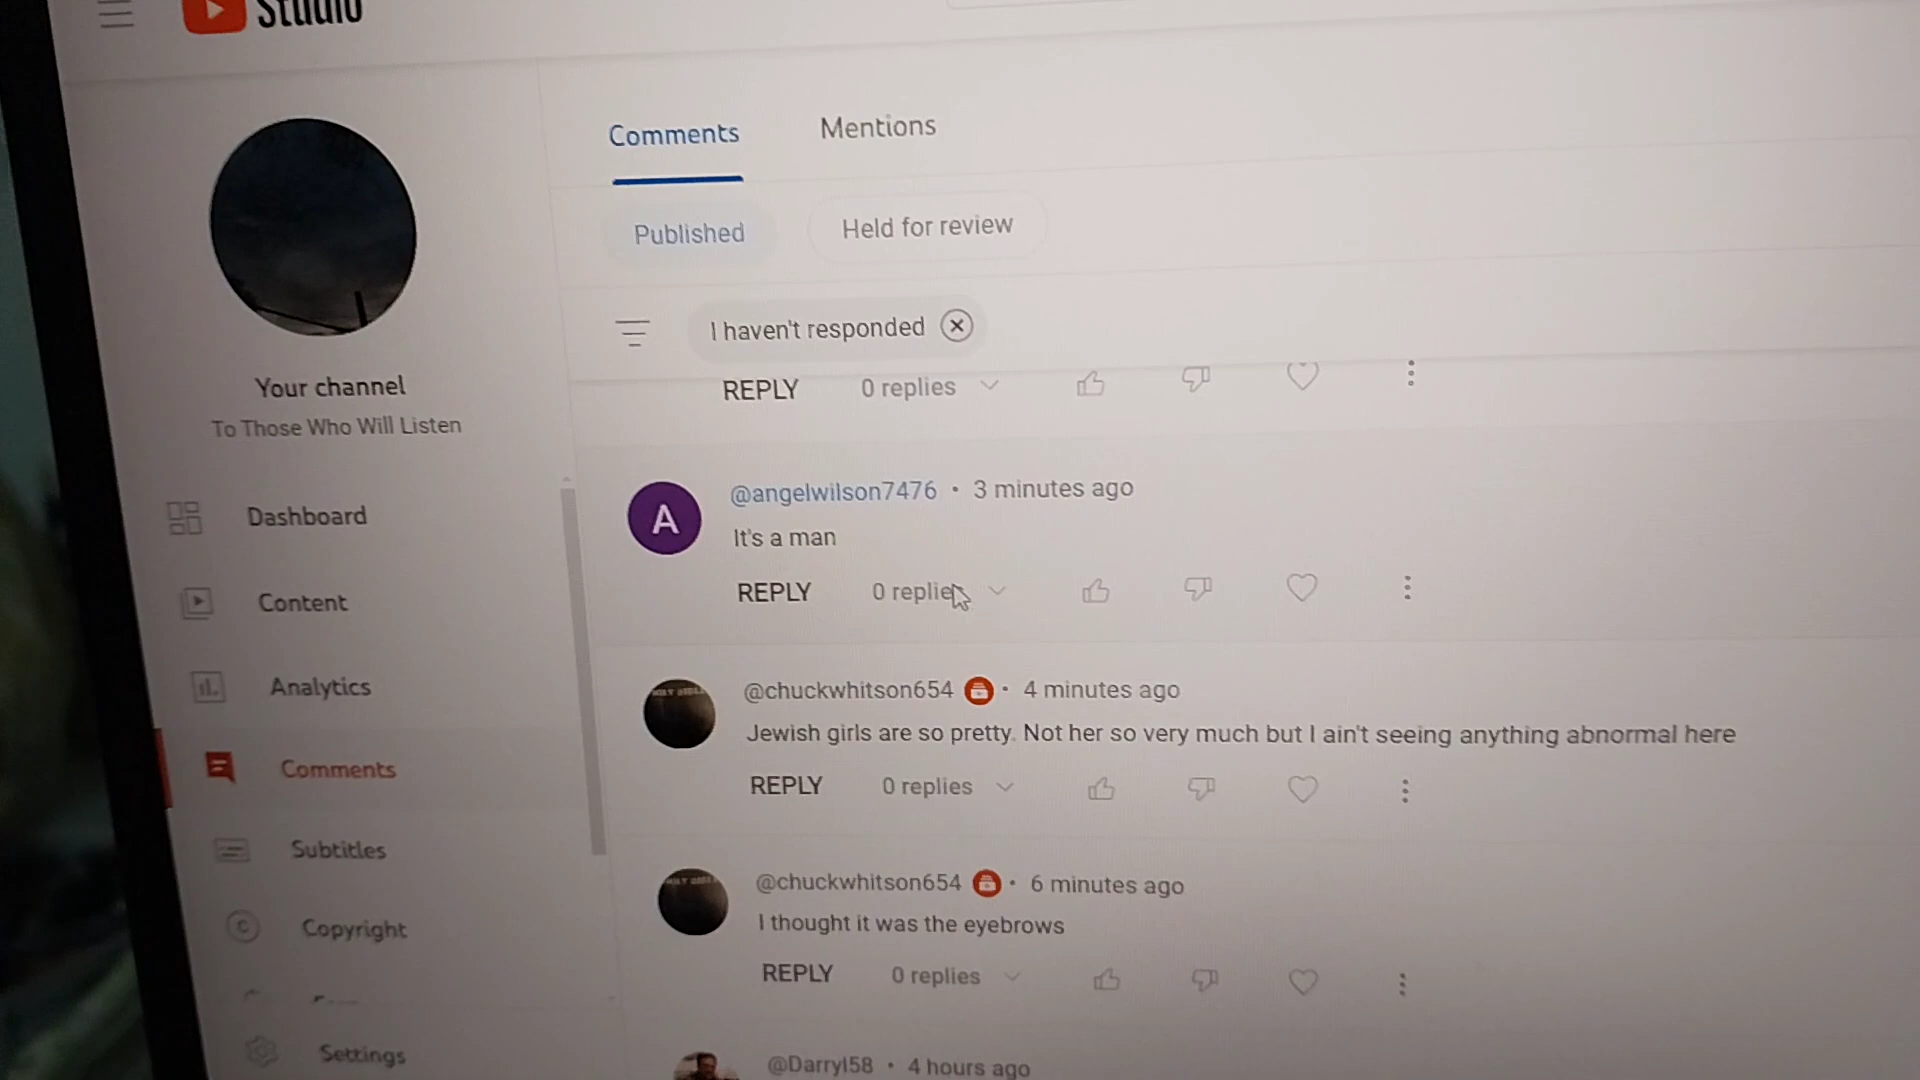 Studio
Comments
Mentions
Published
Held for review
I haven't responded
REPLY
0 replies
Your channel
To Those Who Will Listen
Dashboard
Content
Analytics
Comments
Subtitles
Copyright
Settings
A
@angelwilson7476 • 3 minutes ago
It's a man
REPLY
0 replies
@chuckwhitson654 • 4 minutes ago
Jewish girls are so pretty. Not her so very much but I ain't seeing anything abnormal here
REPLY
0 replies
@chuckwhitson654 • 6 minutes ago
I thought it was the eyebrows
REPLY
0 replies
@Darryl58 • 4 hours ago